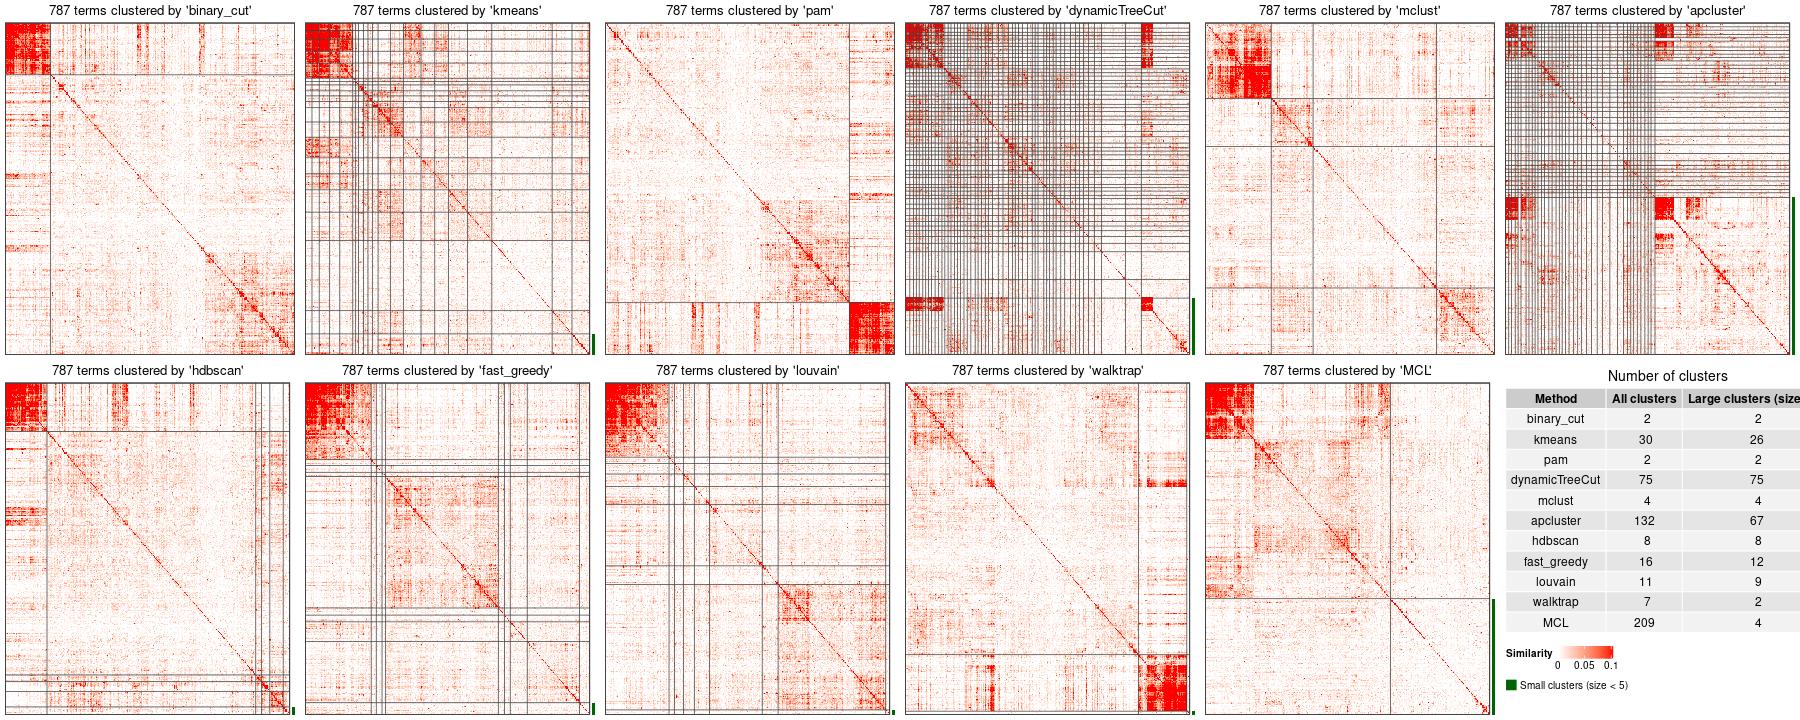 787 terms clustered by 'binary_cut'
787 terms clustered by 'kmeans'
787 terms clustered by 'pam'
787 terms clustered by 'dynamicTreeCut'
787 terms clustered by 'mclust'
787 terms clustered by 'apcluster'
787 terms clustered by 'hdbscan'
787 terms clustered by 'fast_greedy'
787 terms clustered by 'louvain'
787 terms clustered by 'walktrap'
787 terms clustered by 'MCL'
Number of clusters
Method All clusters Large clusters (size
binary_cut 2 2
kmeans 30 26
pam 2 2
dynamicTreeCut 75 75
mclust 4 4
apcluster 132 67
hdbscan 8 8
fast_greedy 16 12
louvain 11 9
walktrap 7 2
MCL 209 4
Similarity
0 0.05 0.1
Small clusters (size < 5)